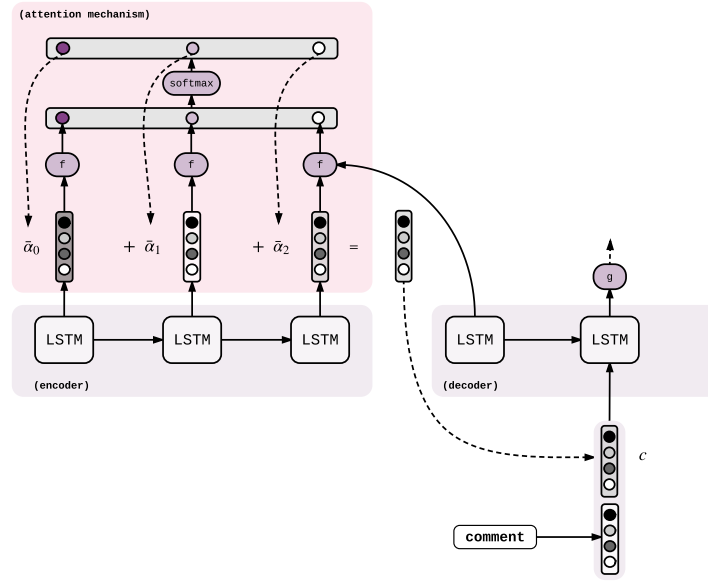 (attention mechanism)
softmax
f f f
ᾱ₀ + ᾱ₁ + ᾱ₂ =
g
LSTM LSTM LSTM LSTM LSTM
(encoder) (decoder)
c
comment